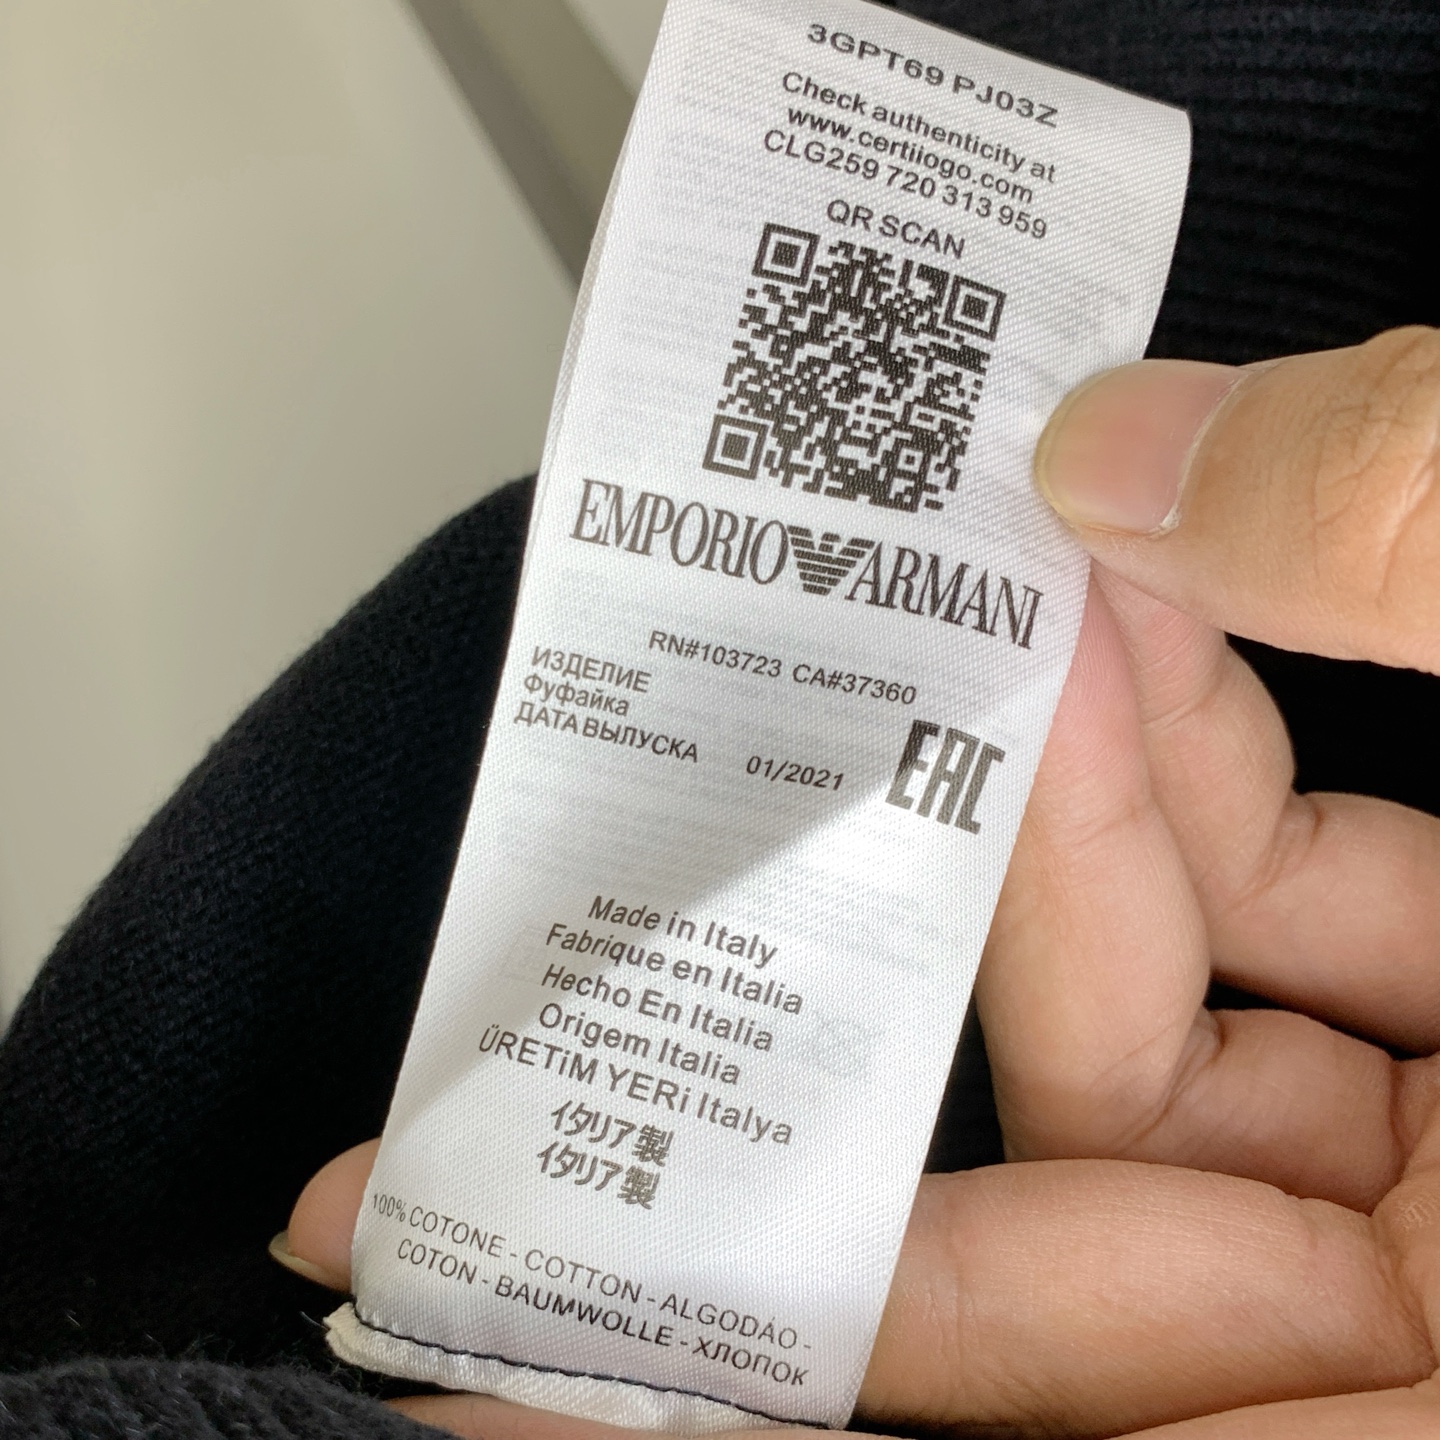 3GPT69 PJ03Z
Check authenticity at
www.certiiogo.com
CLG259 720 313 959
QR SCAN
EMPORIO ARMANI
RN#103723 CA#37360
ИЗДЕЛИЕ
Фуфайка
ДАТА ВЫЛУСКА 01/2021
EAC
Made in Italy
Fabrique en Italia
Hecho En Italia
Origem Italia
ÜRETiM YERi Italya
イタリア製
イタリア製
100% COTONE - COTTON - ALGODÁO -
COTON - BAUMWOLLE - ХЛОПОК